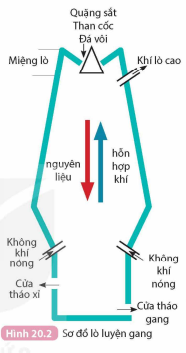 Quặng sắt
Than cốc
Đá vôi
Miệng lò
Khí lò cao
nguyên
liệu
hỗn
hợp
khí
Không
khí
nóng
Không
khí
nóng
Cửa
tháo xỉ
Cửa tháo
gang
Hình 20.2 Sơ đồ lò luyện gang